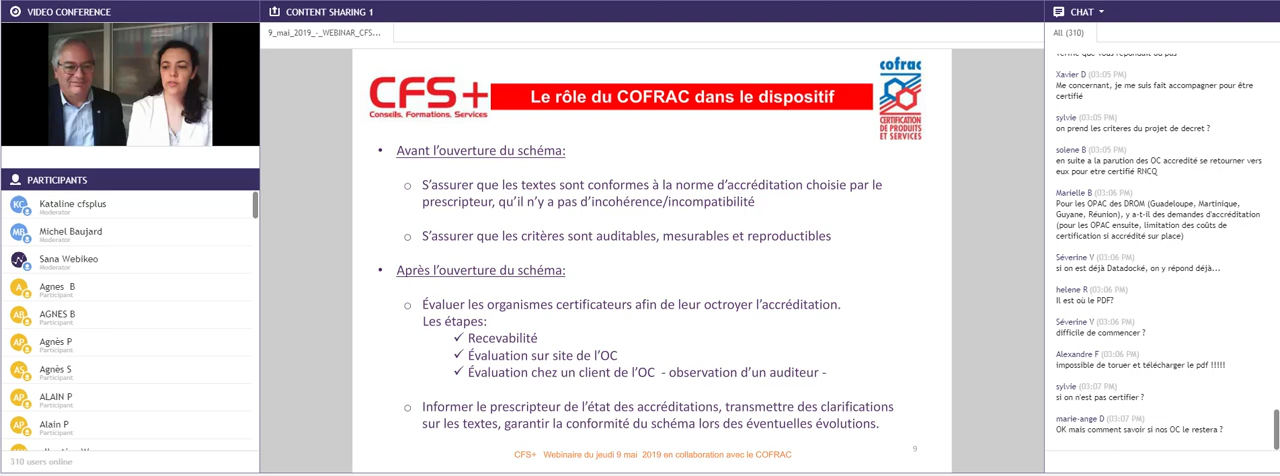 VIDEO CONFERENCE
PARTICIPANTS
KC
Kataline cfsplus
Moderator
MB
Michel Baujard
Moderator
Sana Webikeo
Moderator
A
Agnes B
Participant
AB
AGNES B
Participant
AP
Agnès P
Participant
AS
Agnès S
Participant
AP
ALAIN P
Participant
AP
Alain P
Participant
310 users online
CONTENT SHARING 1
9_mai_2019_-_WEBINAR_CFS...
CFS+
Conseils, Formations, Services
Le rôle du COFRAC dans le dispositif
cofrac
CERTIFICATION
DE PRODUITS
ET SERVICES
• Avant l’ouverture du schéma:
o S’assurer que les textes sont conformes à la norme d’accréditation choisie par le
prescripteur, qu’il n’y a pas d’incohérence/incompatibilité
o S’assurer que les critères sont auditables, mesurables et reproductibles
• Après l’ouverture du schéma:
o Évaluer les organismes certificateurs afin de leur octroyer l’accréditation.
Les étapes:
✓ Recevabilité
✓ Évaluation sur site de l’OC
✓ Évaluation chez un client de l’OC - observation d’un auditeur -
o Informer le prescripteur de l’état des accréditations, transmettre des clarifications
sur les textes, garantir la conformité du schéma lors des éventuelles évolutions.
CFS+ Webinaire du jeudi 9 mai 2019 en collaboration avec le COFRAC
9
CHAT
All (310)
Xavier D (03:05 PM)
Me concernant, je me suis fait accompagner pour être
certifié
sylvie (03:05 PM)
on prend les criteres du projet de decret ?
solene B (03:05 PM)
en suite a la parution des OC accredité se retourner vers
eux pour etre certifié RNCQ
Marielle B (03:06 PM)
Pour les OPAC des DROM (Guadeloupe, Martinique,
Guyane, Réunion), y a-t-il des demandes d'accréditation
(pour les OPAC ensuite, limitation des coûts de
certification si accrédité sur place)
Séverine V (03:06 PM)
si on est déjà Datadocké, on y répond déjà...
helene R (03:06 PM)
Il est où le PDF?
Séverine V (03:06 PM)
difficile de commencer ?
Alexandre F (03:06 PM)
impossible de toruer et télécharger le pdf !!!!!
sylvie (03:07 PM)
si on n'est pas certifier ?
marie-ange D (03:07 PM)
OK mais comment savoir si nos OC le restera ?